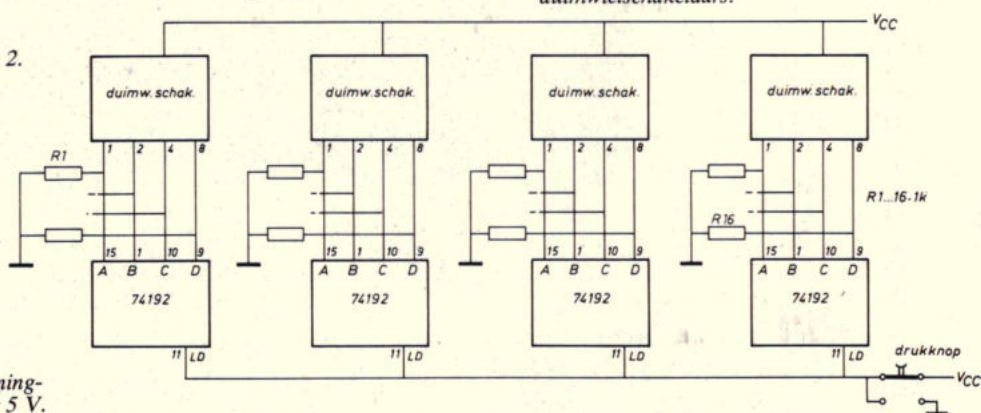 duimwielschakelaars.
VCC
2.
duimw. schak. duimw. schak. duimw. schak. duimw. schak.
1 2 4 8 1 2 4 8 1 2 4 8 1 2 4 8
R1
R1...16-1k
R16
15 1 10 9 15 1 10 9 15 1 10 9 15 1 10 9
A B C D A B C D A B C D A B C D
74192 74192 74192 74192
11 LD 11 LD 11 LD 11 LD
drukknop
VCC
5 V.